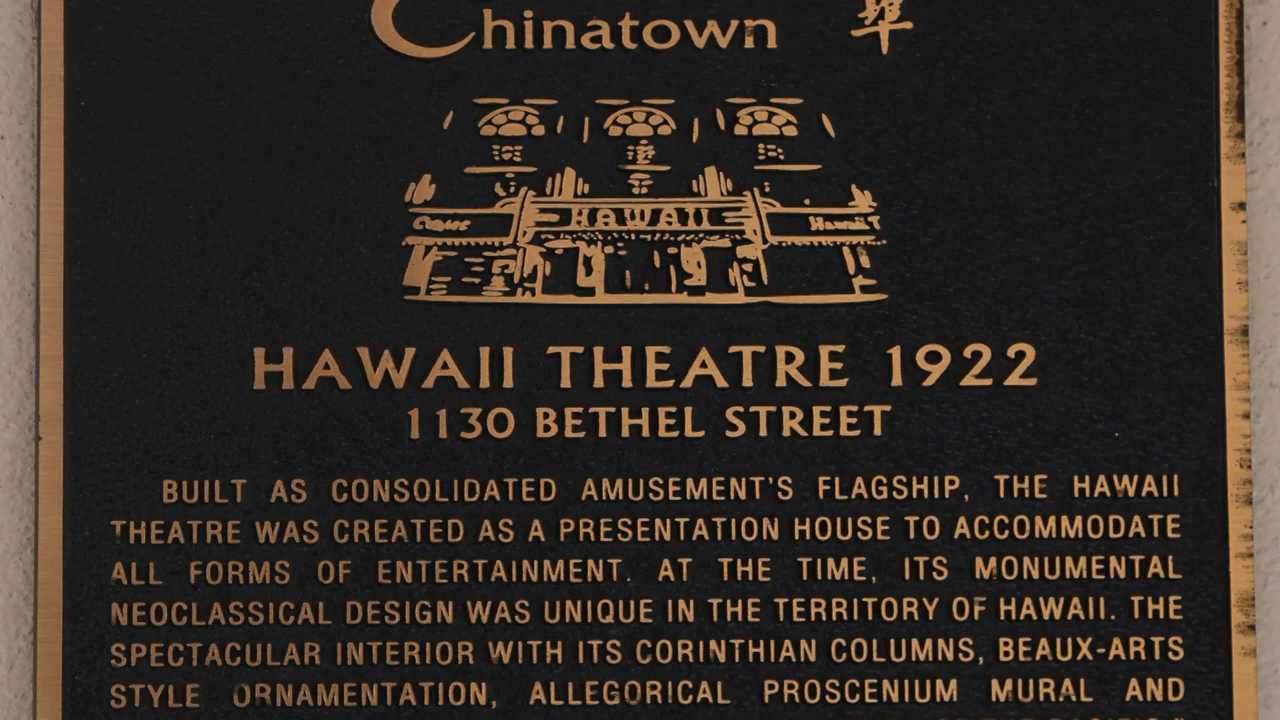 Chinatown
HAWAII
HAWAII THEATRE 1922
1130 BETHEL STREET
BUILT AS CONSOLIDATED AMUSEMENT'S FLAGSHIP, THE HAWAII
THEATRE WAS CREATED AS A PRESENTATION HOUSE TO ACCOMMODATE
ALL FORMS OF ENTERTAINMENT. AT THE TIME, ITS MONUMENTAL
NEOCLASSICAL DESIGN WAS UNIQUE IN THE TERRITORY OF HAWAII. THE
SPECTACULAR INTERIOR WITH ITS CORINTHIAN COLUMNS, BEAUX-ARTS
STYLE ORNAMENTATION, ALLEGORICAL PROSCENIUM MURAL AND